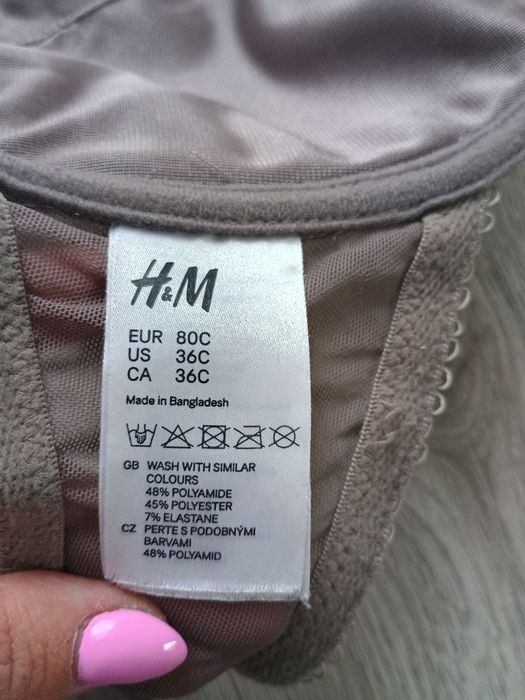 H&M
EUR 80C
US 36C
CA 36C
Made in Bangladesh
GB WASH WITH SIMILAR
COLOURS
48% POLYAMIDE
45% POLYESTER
7% ELASTANE
CZ PERTE S PODOBNÝMI
BARVAMI
48% POLYAMID